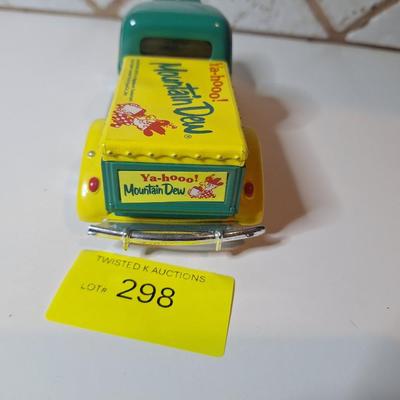 Ya-hooo!
Mountain Dew®
Ya-hooo!
Mountain Dew
TWISTED K AUCTIONS
LOT# 298